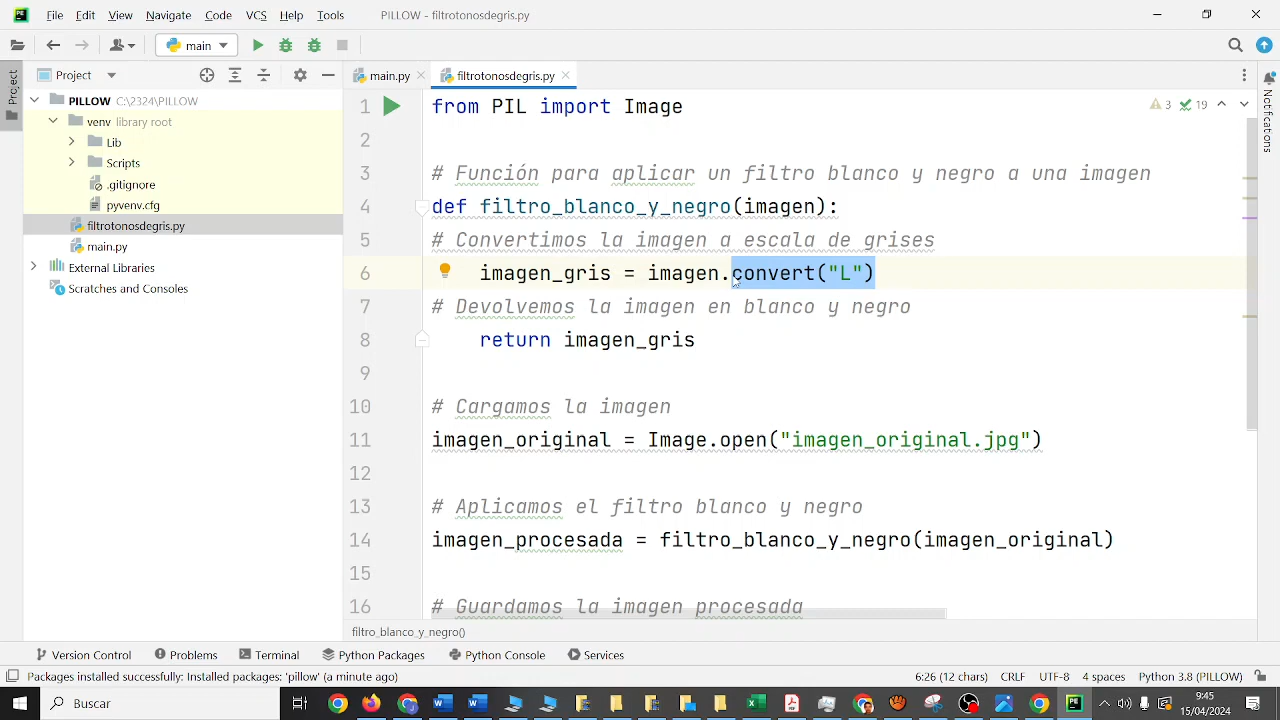 File Edit View Navigate Code Refactor Run Tools VCS Window Help PILLOW - filtrotonosdegris.py
main
Project
main.py
filtrotonosdegris.py
Project
PILLOW C:\2324\PILLOW
venv library root
Lib
Scripts
.gitignore
pyvenv.cfg
filtrotonosdegris.py
main.py
External Libraries
Scratches and Consoles
3 19
Notifications
1 from PIL import Image
2
3 # Función para aplicar un filtro blanco y negro a una imagen
4 def filtro_blanco_y_negro(imagen):
5 # Convertimos la imagen a escala de grises
6 imagen_gris = imagen.convert("L")
7 # Devolvemos la imagen en blanco y negro
8 return imagen_gris
9
10 # Cargamos la imagen
11 imagen_original = Image.open("imagen_original.jpg")
12
13 # Aplicamos el filtro blanco y negro
14 imagen_procesada = filtro_blanco_y_negro(imagen_original)
15
16 # Guardamos la imagen procesada
filtro_blanco_y_negro()
Version Control Problems Terminal Python Packages Python Console Services
Packages installed successfully: Installed packages: 'pillow' (a minute ago) 6:26 (12 chars) CRLF UTF-8 4 spaces Python 3.8 (PILLOW)
Buscar
9:45
15/04/2024